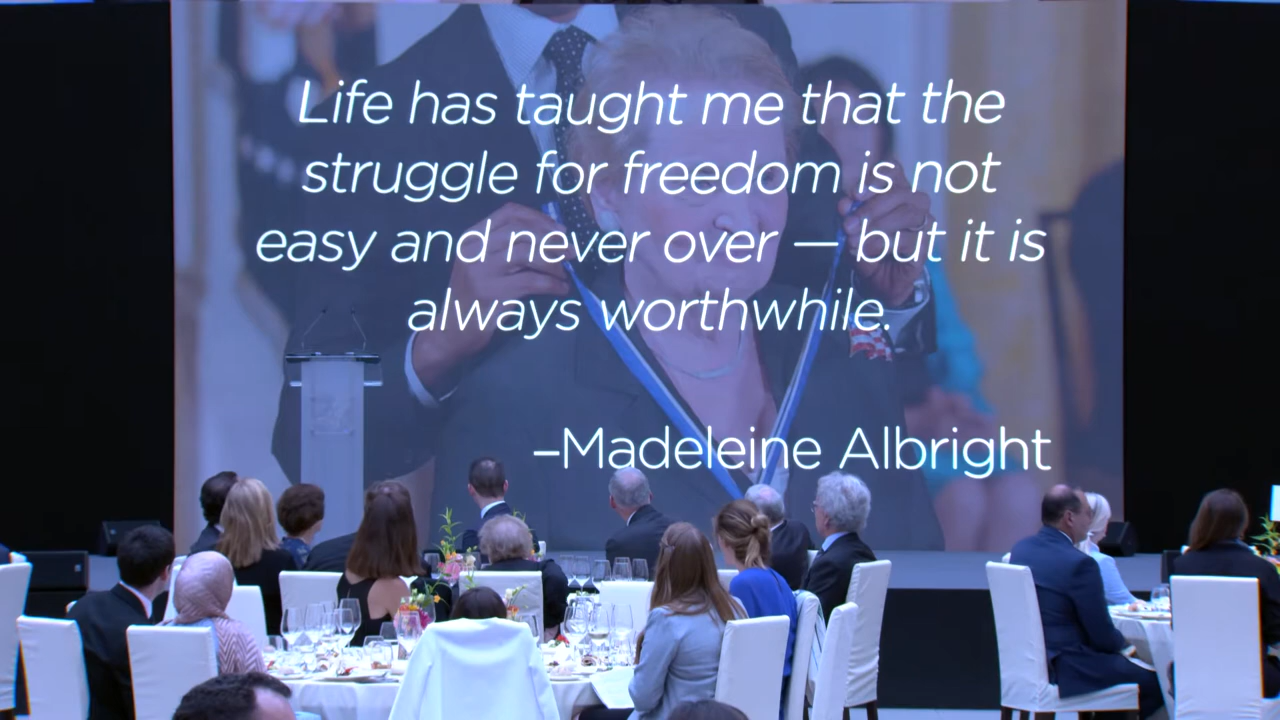 Life has taught me that the
struggle for freedom is not
easy and never over — but it is
always worthwhile.
–Madeleine Albright